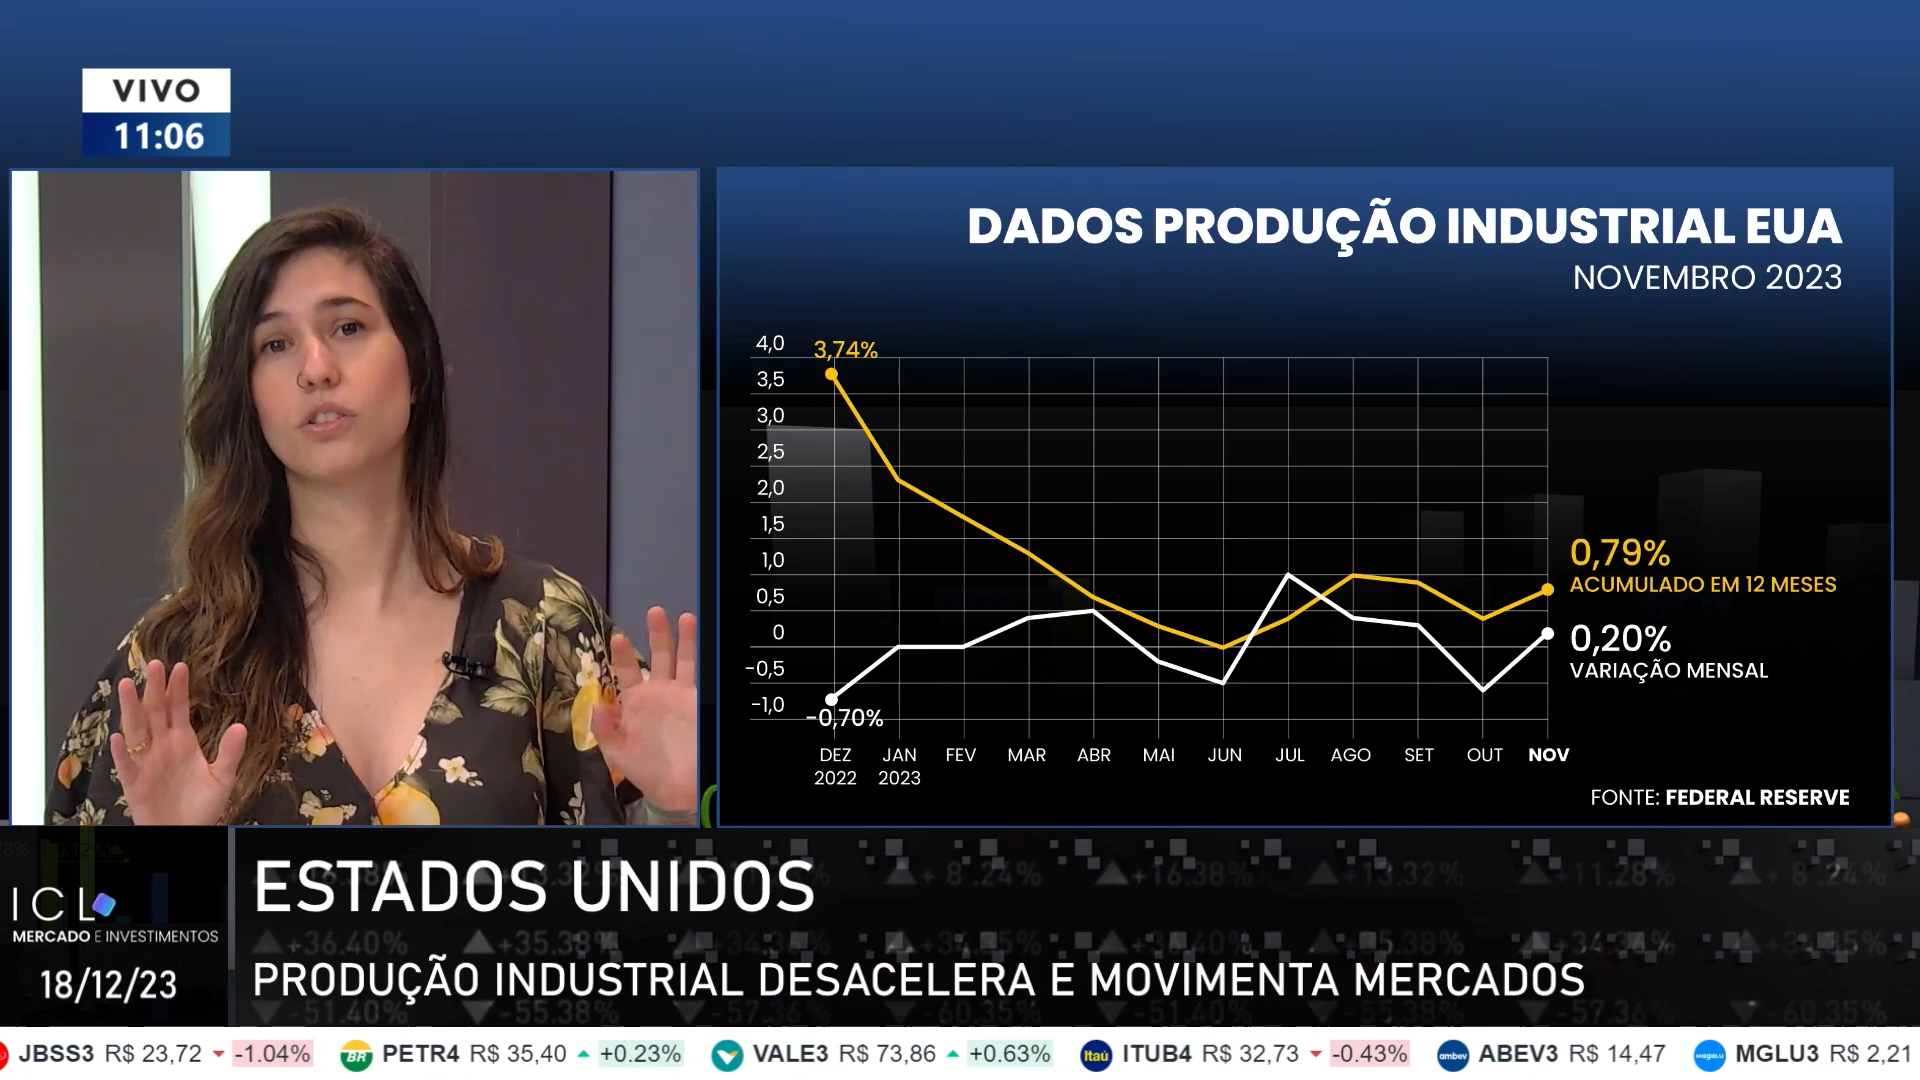 VIVO
11:06
DADOS PRODUÇÃO INDUSTRIAL EUA
NOVEMBRO 2023
4,0
3,5
3,0
2,5
2,0
1,5
1,0
0,5
0
-0,5
-1,0
3,74%
-0,70%
0,79%
ACUMULADO EM 12 MESES
0,20%
VARIAÇÃO MENSAL
DEZ JAN FEV MAR ABR MAI JUN JUL AGO SET OUT NOV
2022 2023
FONTE: FEDERAL RESERVE
ESTADOS UNIDOS
PRODUÇÃO INDUSTRIAL DESACELERA E MOVIMENTA MERCADOS
ICL
MERCADO E INVESTIMENTOS
18/12/23
JBSS3 R$ 23,72 -1.04% BR PETR4 R$ 35,40 +0.23% VALE3 R$ 73,86 +0.63% Itaú ITUB4 R$ 32,73 -0.43% ambev ABEV3 R$ 14,47 Magalu MGLU3 R$ 2,21